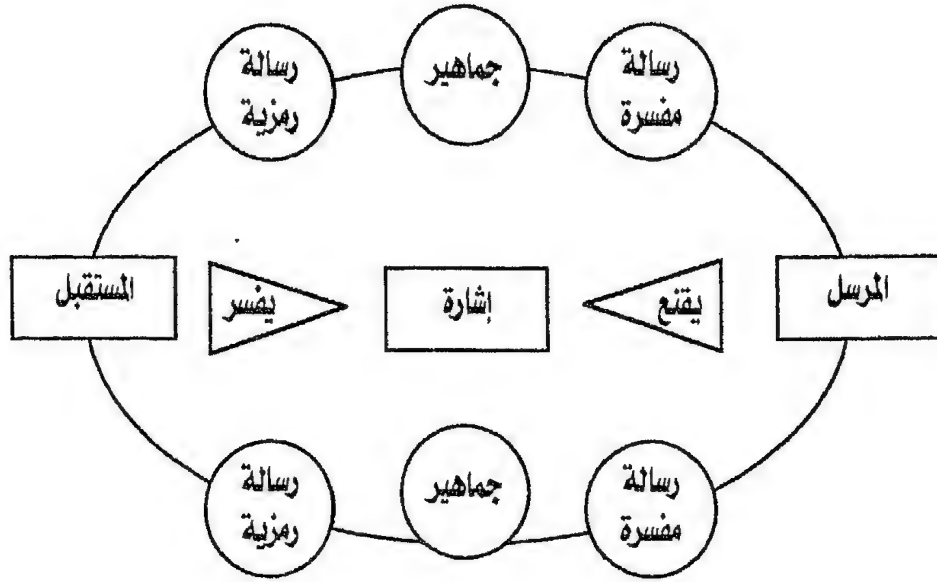 رسالة
مفسرة
جماهير
رسالة
رمزية
المرسل
يقنع
إشارة
يفسر
المستقبل
رسالة
مفسرة
جماهير
رسالة
رمزية